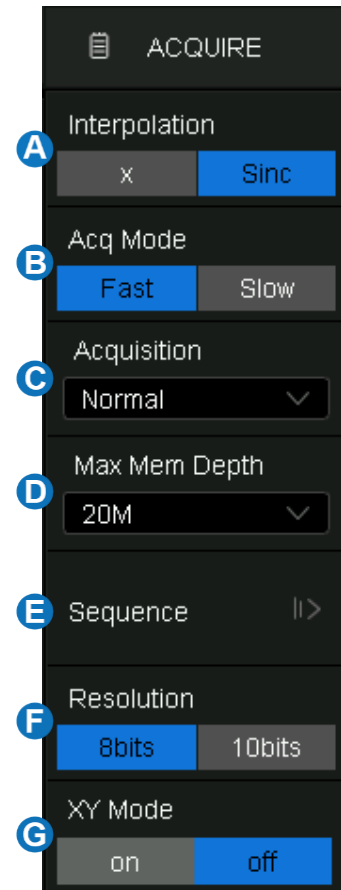 ACQUIRE
A
Interpolation
x Sinc
B
Acq Mode
Fast Slow
C
Acquisition
Normal
D
Max Mem Depth
20M
E
Sequence
F
Resolution
8bits 10bits
G
XY Mode
on off